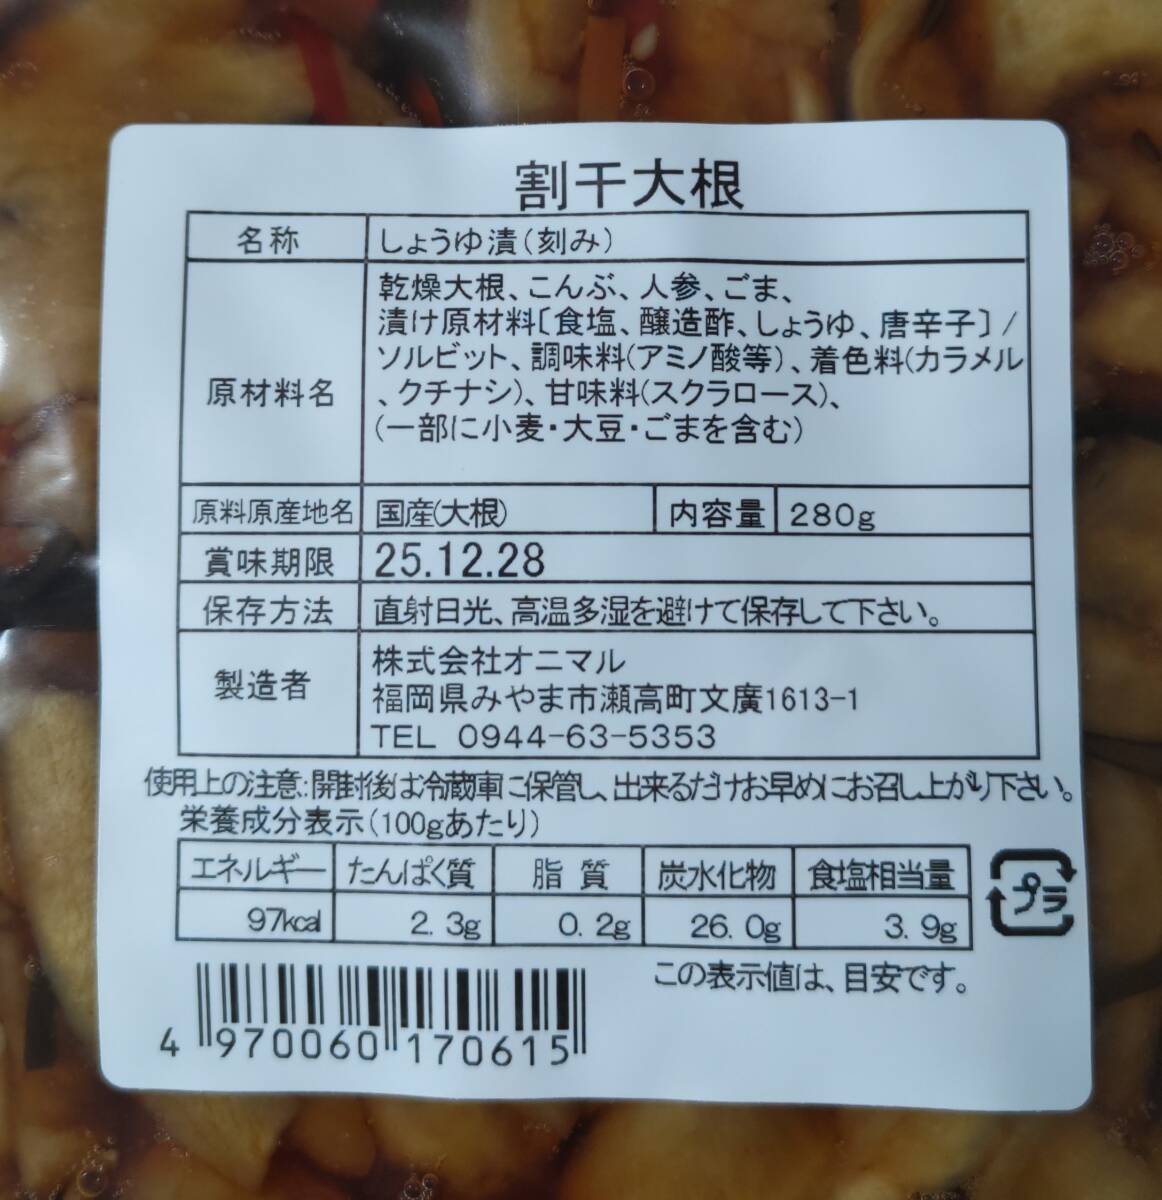 割干大根
名称 しょうゆ漬(刻み)
原材料名 乾燥大根、こんぶ、人参、ごま、
漬け原材料〔食塩、醸造酢、しょうゆ、唐辛子〕/
ソルビット、調味料(アミノ酸等)、着色料(カラメル
、クチナシ)、甘味料(スクラロース)、
(一部に小麦・大豆・ごまを含む)
原料原産地名 国産(大根) 内容量 280g
賞味期限 25.12.28
保存方法 直射日光、高温多湿を避けて保存して下さい。
製造者 株式会社オニマル
福岡県みやま市瀬高町文廣1613-1
TEL 0944-63-5353
使用上の注意:開封後は冷蔵庫に保管し、出来るだけお早めにお召し上がり下さい。
栄養成分表示(100gあたり)
エネルギー たんぱく質 脂質 炭水化物 食塩相当量
97kcal 2.3g 0.2g 26.0g 3.9g
プラ
この表示値は、目安です。
4 970060 170615